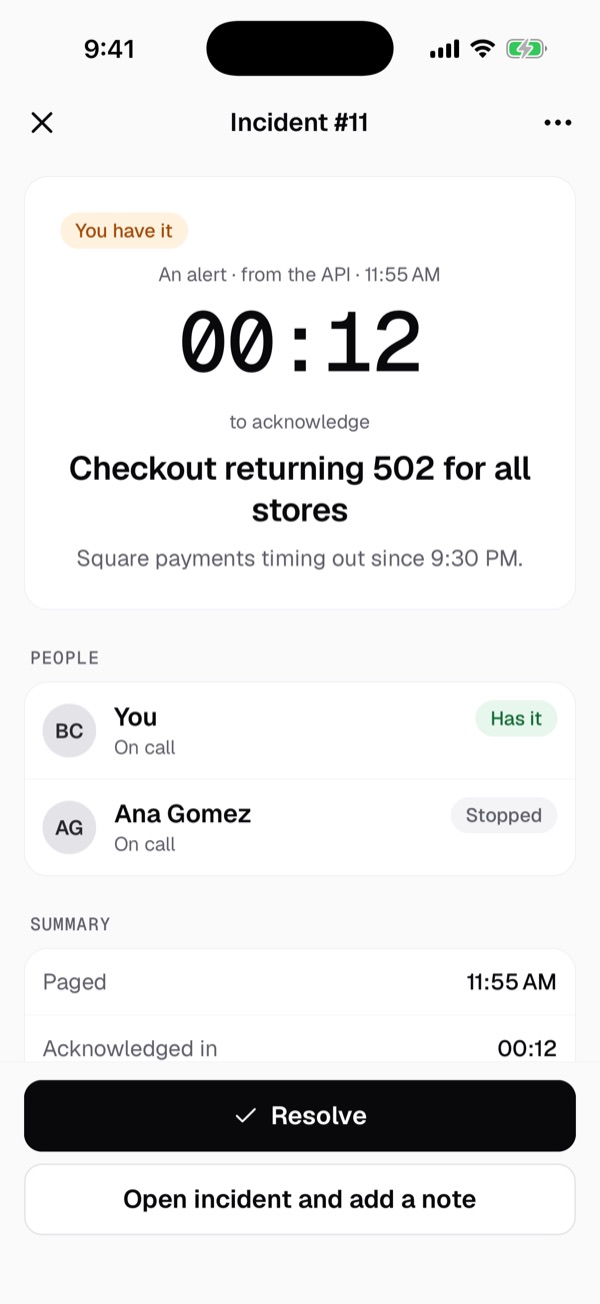 9:41
Incident #11
You have it
An alert · from the API · 11:55 AM
00:12
to acknowledge
Checkout returning 502 for all
stores
Square payments timing out since 9:30 PM.
PEOPLE
BC
You
Has it
On call
AG
Ana Gomez
Stopped
On call
SUMMARY
Paged
11:55 AM
Acknowledged in
00:12
Resolve
Open incident and add a note